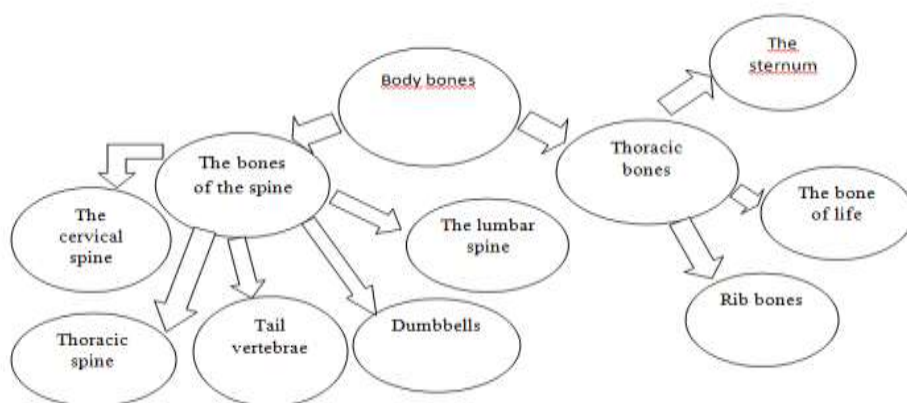 The
sternum
Body bones
Thoracic
bones
The bones
of the spine
The bone
of life
The
cervical
spine
The lumbar
spine
Rib bones
Thoracic
spine
Tail
vertebrae
Dumbbells